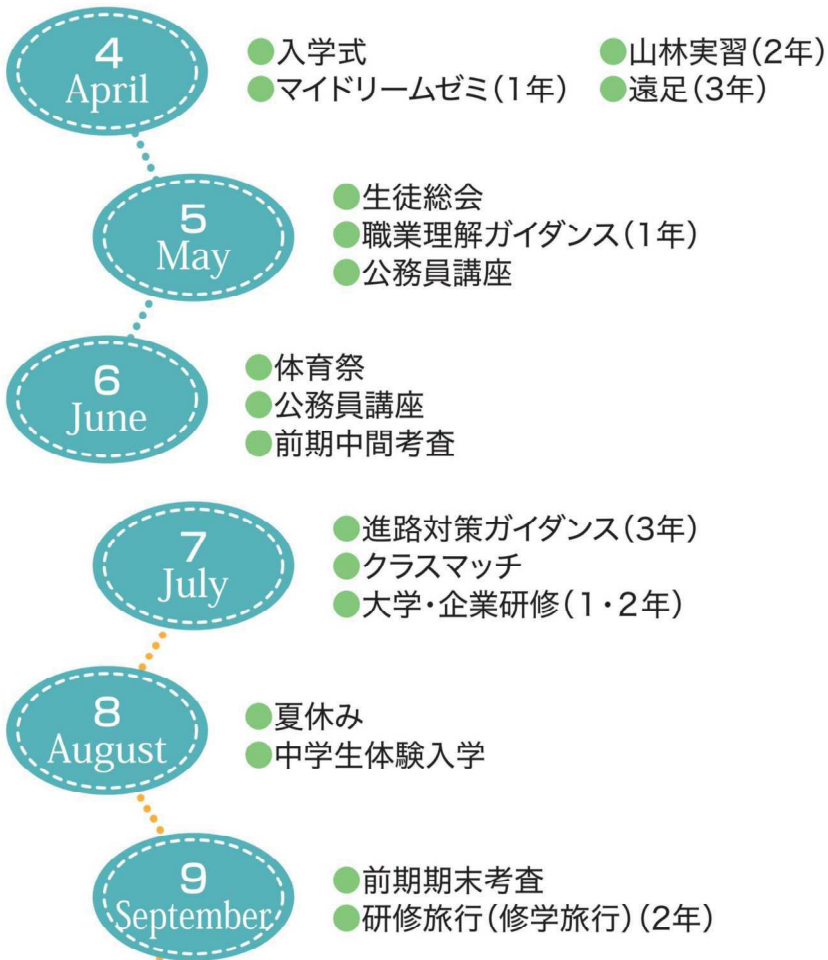 4
April
●入学式
●マイドリームゼミ(1年)
●山林実習(2年)
●遠足(3年)
5
May
●生徒総会
●職業理解ガイダンス(1年)
●公務員講座
6
June
●体育祭
●公務員講座
●前期中間考査
7
July
●進路対策ガイダンス(3年)
●クラスマッチ
●大学・企業研修(1・2年)
8
August
●夏休み
●中学生体験入学
9
September
●前期期末考査
●研修旅行(修学旅行)(2年)